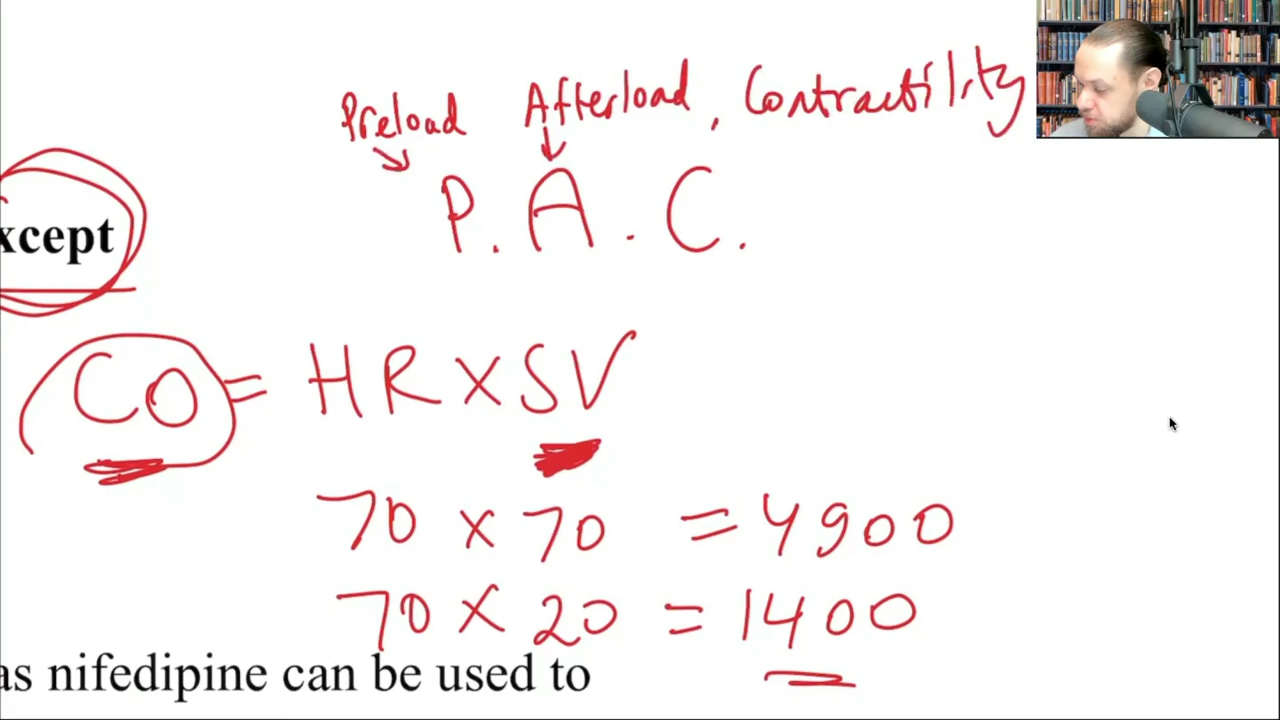 Preload Afterload, Contractility
P. A. C.
xcept
CO = HR X SV
70 x 70 = 4900
70 x 20 = 1400
as nifedipine can be used to